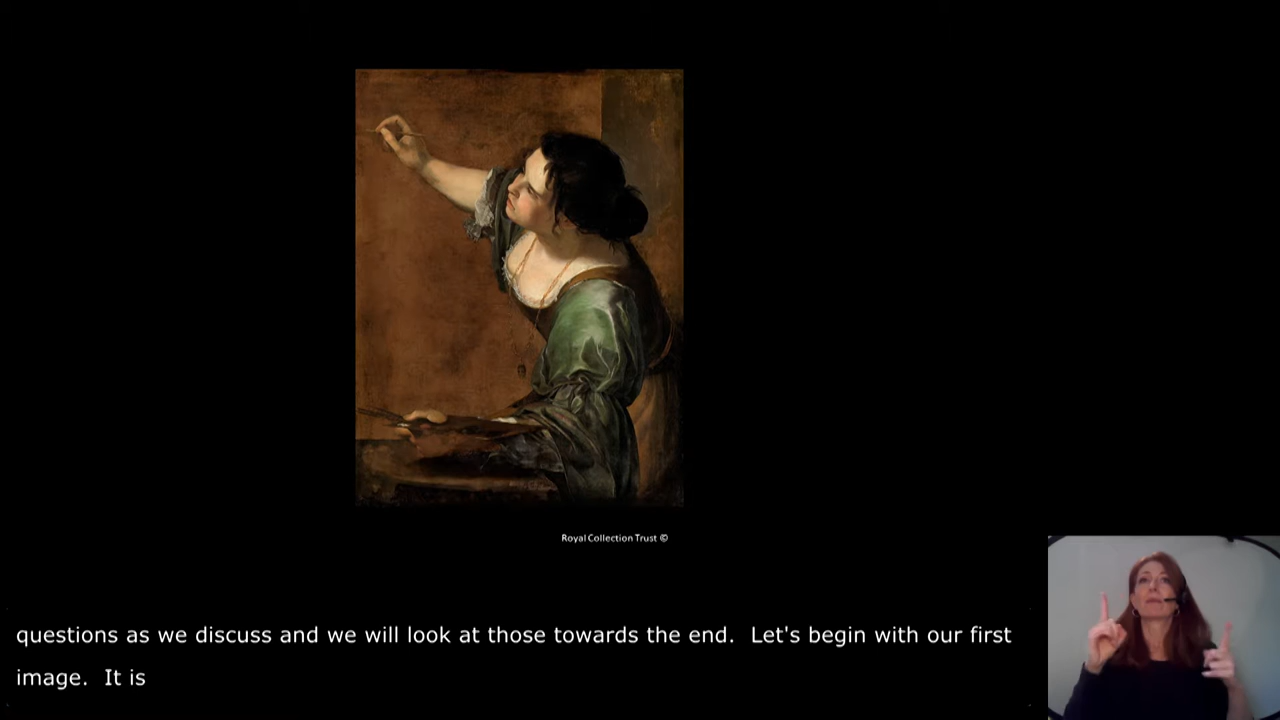 Royal Collection Trust ©
questions as we discuss and we will look at those towards the end.  Let's begin with our first
image.  It is